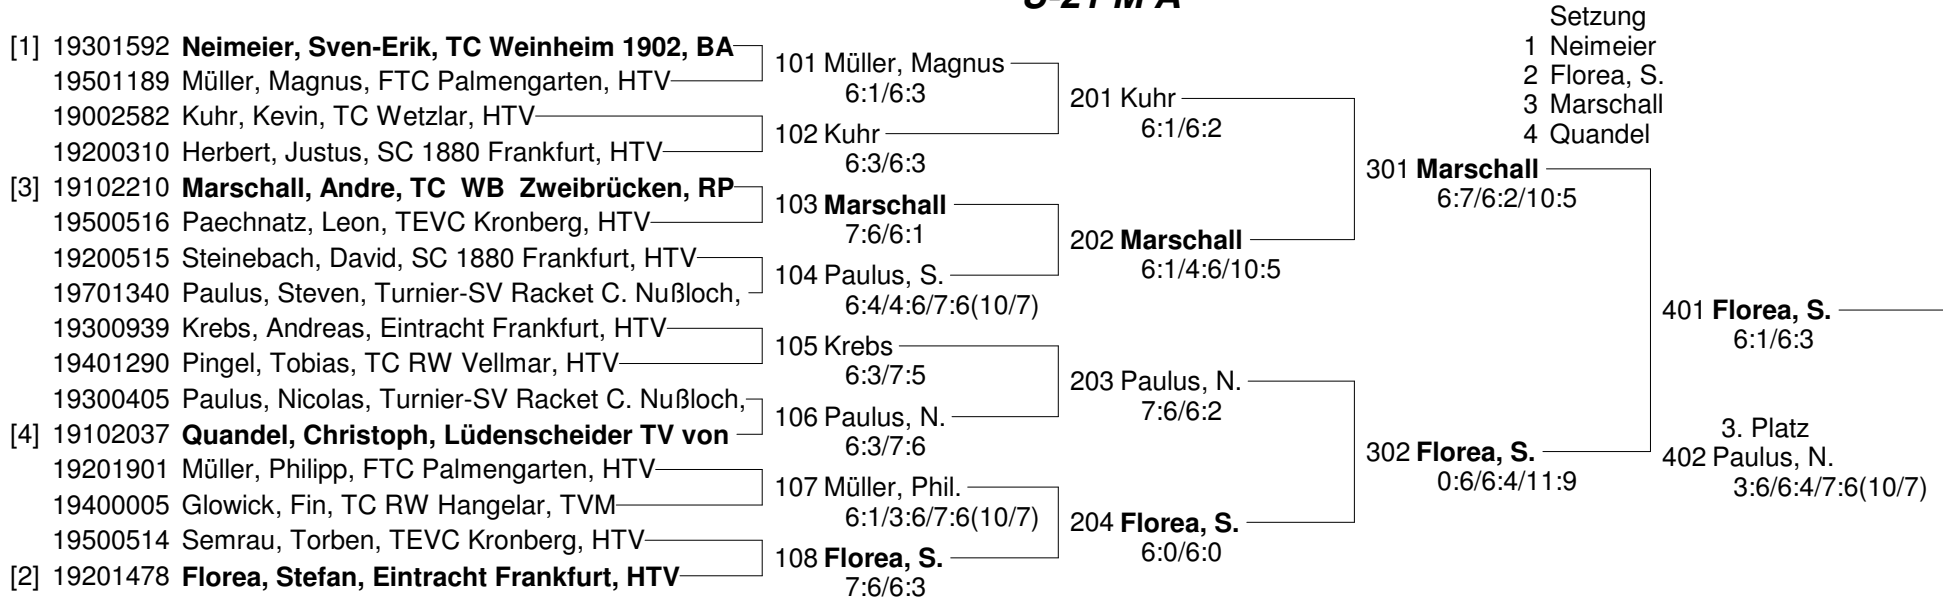 U-21 M A
Setzung
1 Neimeier
2 Florea, S.
3 Marschall
4 Quandel
[1] 19301592 Neimeier, Sven-Erik, TC Weinheim 1902, BA
19501189 Müller, Magnus, FTC Palmengarten, HTV
19002582 Kuhr, Kevin, TC Wetzlar, HTV
19200310 Herbert, Justus, SC 1880 Frankfurt, HTV
[3] 19102210 Marschall, Andre, TC WB Zweibrücken, RP
19500516 Paechnatz, Leon, TEVC Kronberg, HTV
19200515 Steinebach, David, SC 1880 Frankfurt, HTV
19701340 Paulus, Steven, Turnier-SV Racket C. Nußloch,
19300939 Krebs, Andreas, Eintracht Frankfurt, HTV
19401290 Pingel, Tobias, TC RW Vellmar, HTV
19300405 Paulus, Nicolas, Turnier-SV Racket C. Nußloch,
[4] 19102037 Quandel, Christoph, Lüdenscheider TV von
19201901 Müller, Philipp, FTC Palmengarten, HTV
19400005 Glowick, Fin, TC RW Hangelar, TVM
19500514 Semrau, Torben, TEVC Kronberg, HTV
[2] 19201478 Florea, Stefan, Eintracht Frankfurt, HTV
101 Müller, Magnus
6:1/6:3
102 Kuhr
6:3/6:3
103 Marschall
7:6/6:1
104 Paulus, S.
6:4/4:6/7:6(10/7)
105 Krebs
6:3/7:5
106 Paulus, N.
6:3/7:6
107 Müller, Phil.
6:1/3:6/7:6(10/7)
108 Florea, S.
7:6/6:3
201 Kuhr
6:1/6:2
202 Marschall
6:1/4:6/10:5
203 Paulus, N.
7:6/6:2
204 Florea, S.
6:0/6:0
301 Marschall
6:7/6:2/10:5
302 Florea, S.
0:6/6:4/11:9
401 Florea, S.
6:1/6:3
3. Platz
402 Paulus, N.
3:6/6:4/7:6(10/7)